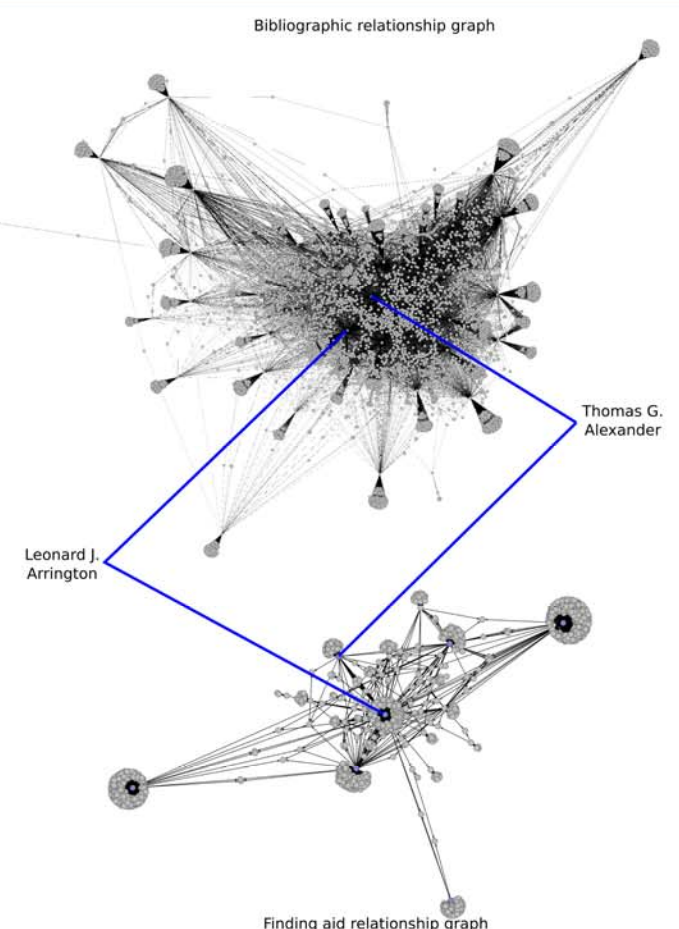 Bibliographic relationship graph
Thomas G.
Alexander
Leonard J.
Arrington
Finding aid relationship graph